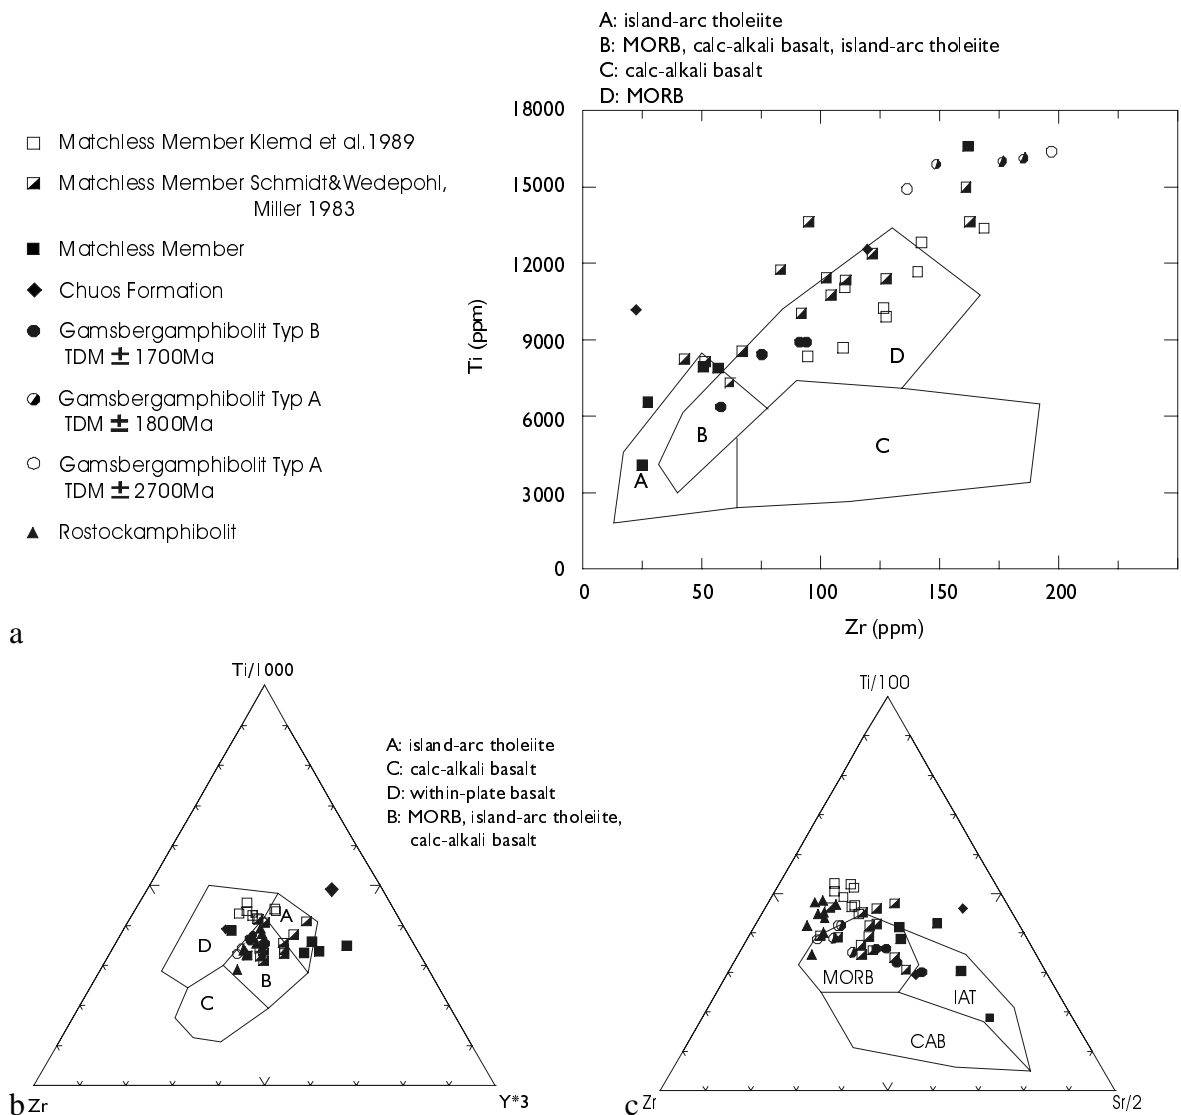 A: island-arc tholeiite
B: MORB, calc-alkali basalt, island-arc tholeiite
C: calc-alkali basalt
D: MORB
Matchless Member Klemd et al. 1989
Matchless Member Schmidt&Wedepohl,
Miller 1983
Matchless Member
Chuos Formation
Gamsbergamphibolit Typ B
TDM ± 1700Ma
Gamsbergamphibolit Typ A
TDM ± 1800Ma
Gamsbergamphibolit Typ A
TDM ± 2700Ma
Rostockamphibolit
18000
15000
12000
9000
6000
3000
0
Ti (ppm)
A
B
C
D
0 50 100 150 200
Zr (ppm)
a
Ti/1000
A: island-arc tholeiite
C: calc-alkali basalt
D: within-plate basalt
B: MORB, island-arc tholeiite,
calc-alkali basalt
A
D
B
C
b Zr
Y*3
Ti/100
MORB
IAT
CAB
c Zr
Sr/2